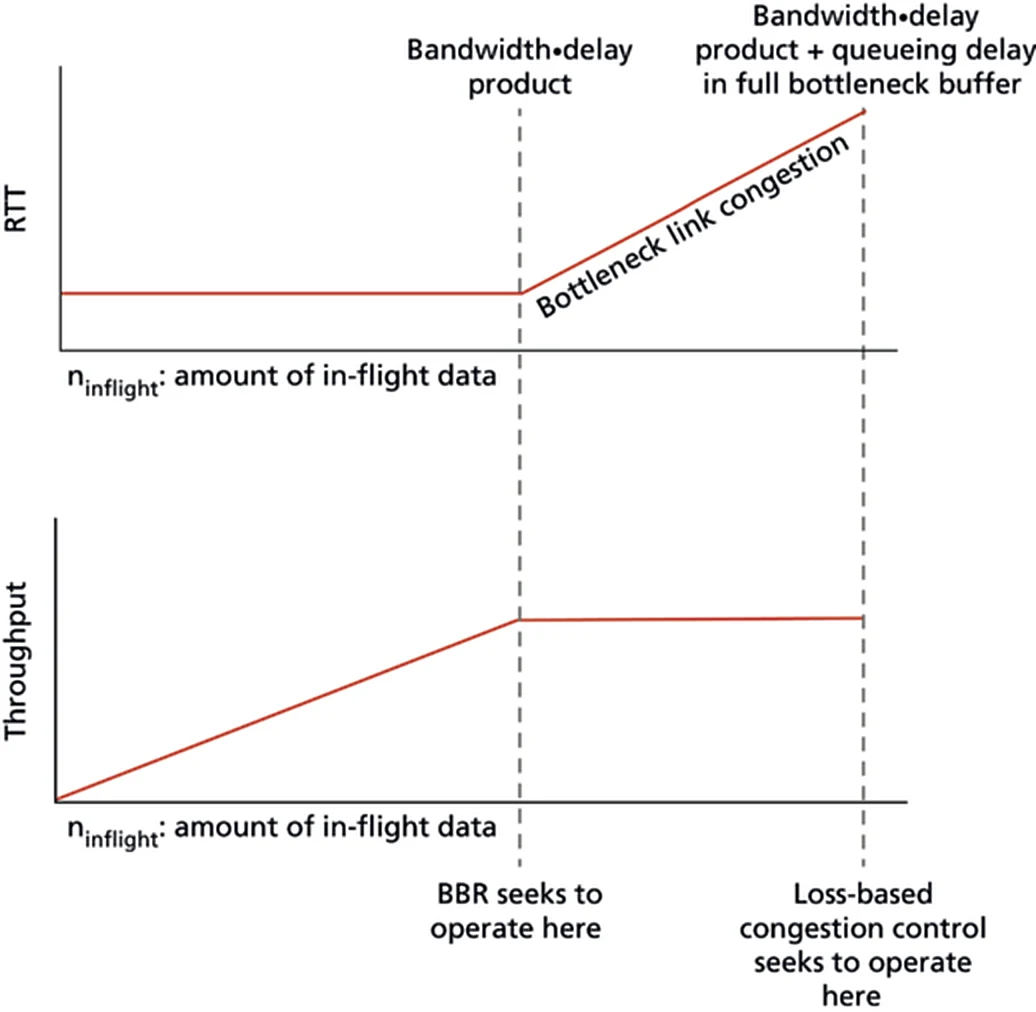 Bandwidth•delay
product
Bandwidth•delay
product + queueing delay
in full bottleneck buffer
RTT
Bottleneck link congestion
ninflight: amount of in-flight data
Throughput
ninflight: amount of in-flight data
BBR seeks to
operate here
Loss-based
congestion control
seeks to operate
here